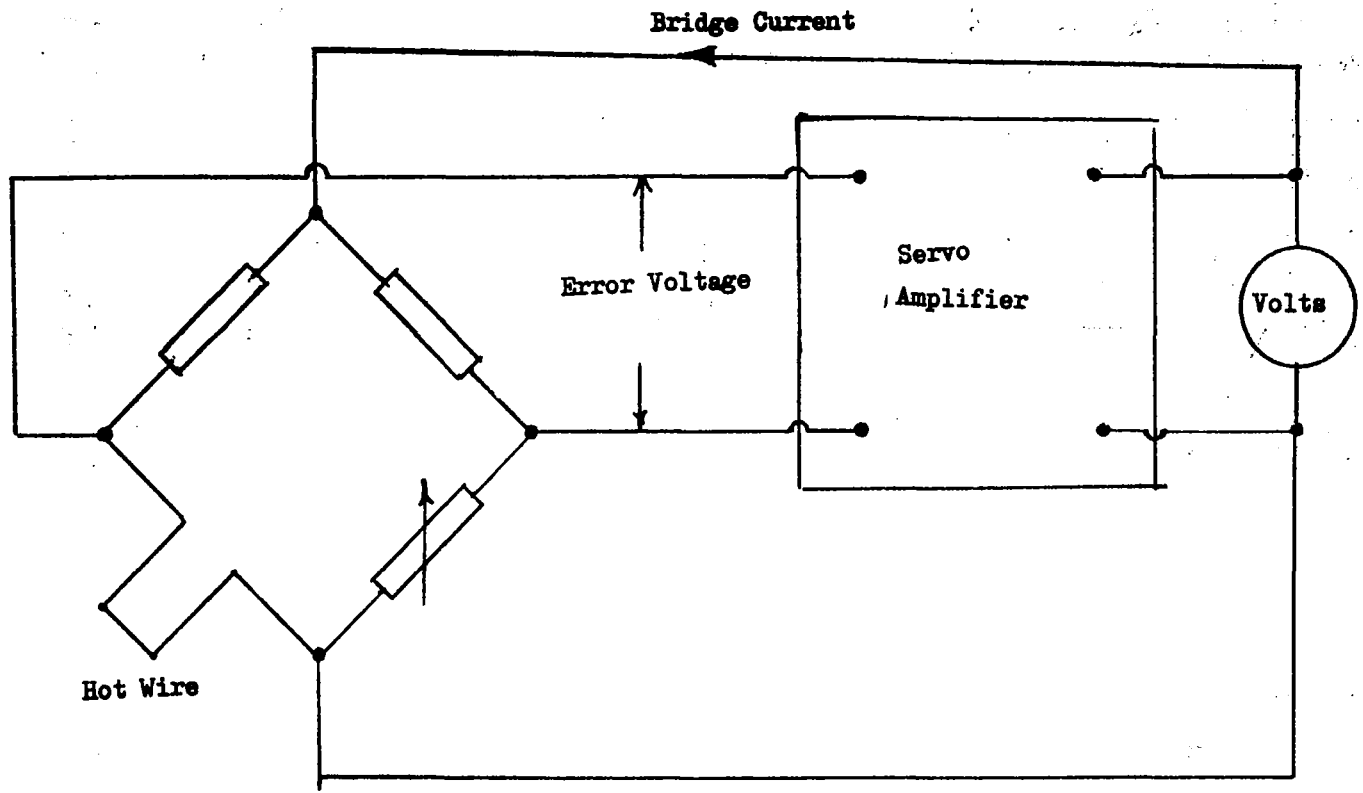 Bridge Current
Error Voltage
Servo
Amplifier
Volts
Hot Wire